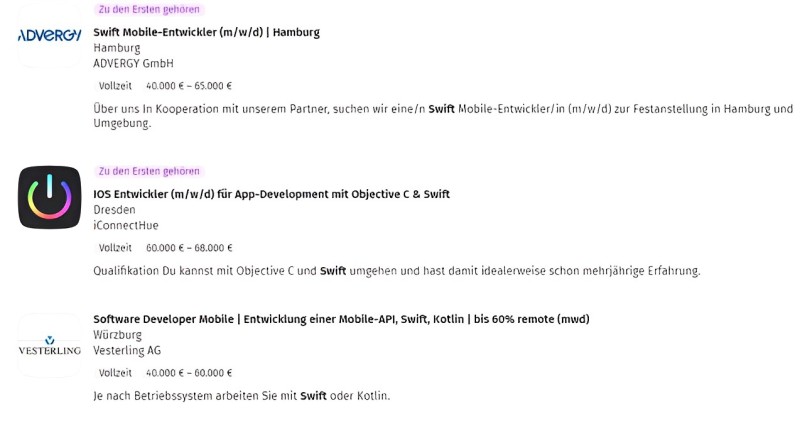 Zu den Ersten gehören
ADVERGY
Swift Mobile-Entwickler (m/w/d) | Hamburg
Hamburg
ADVERGY GmbH
Vollzeit 40.000 € – 65.000 €
Über uns In Kooperation mit unserem Partner, suchen wir eine/n Swift Mobile-Entwickler/in (m/w/d) zur Festanstellung in Hamburg und
Umgebung.
Zu den Ersten gehören
IOS Entwickler (m/w/d) für App-Development mit Objective C & Swift
Dresden
iConnectHue
Vollzeit 60.000 € – 68.000 €
Qualifikation Du kannst mit Objective C und Swift umgehen und hast damit idealerweise schon mehrjährige Erfahrung.
Software Developer Mobile | Entwicklung einer Mobile-API, Swift, Kotlin | bis 60% remote (mwd)
Würzburg
VESTERLING
Vesterling AG
Vollzeit 40.000 € – 60.000 €
Je nach Betriebssystem arbeiten Sie mit Swift oder Kotlin.